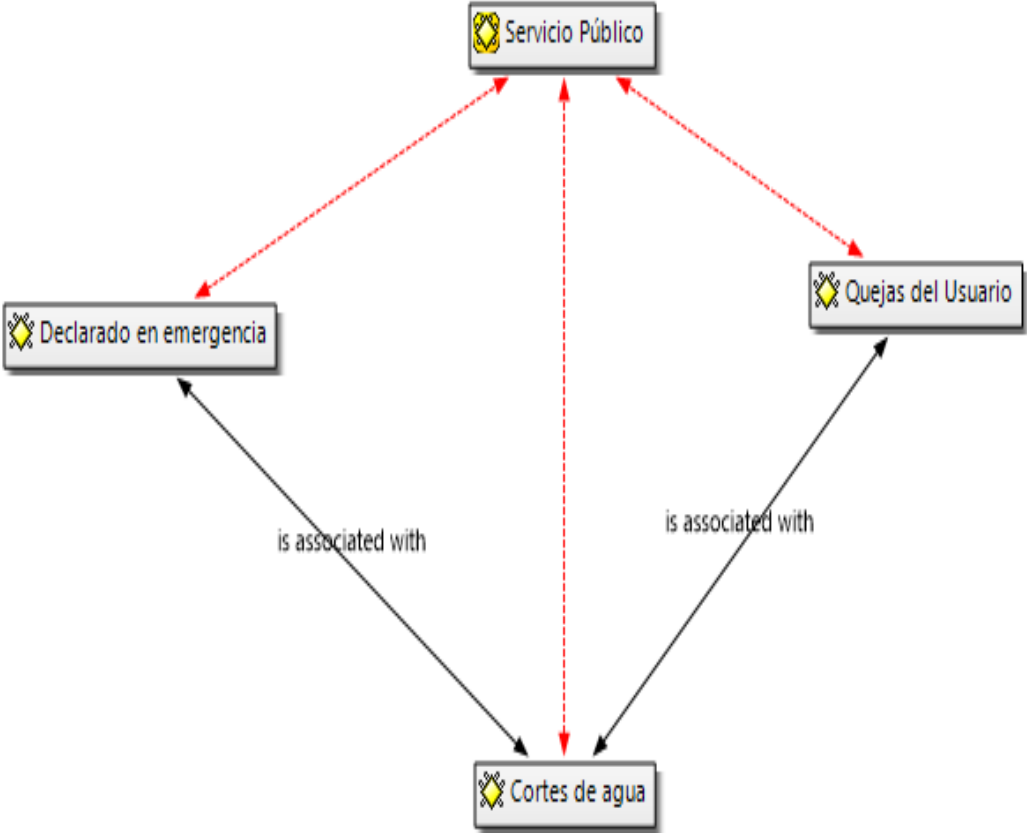 Servicio Público
Quejas del Usuario
Declarado en emergencia
is associated with
is associated with
Cortes de agua